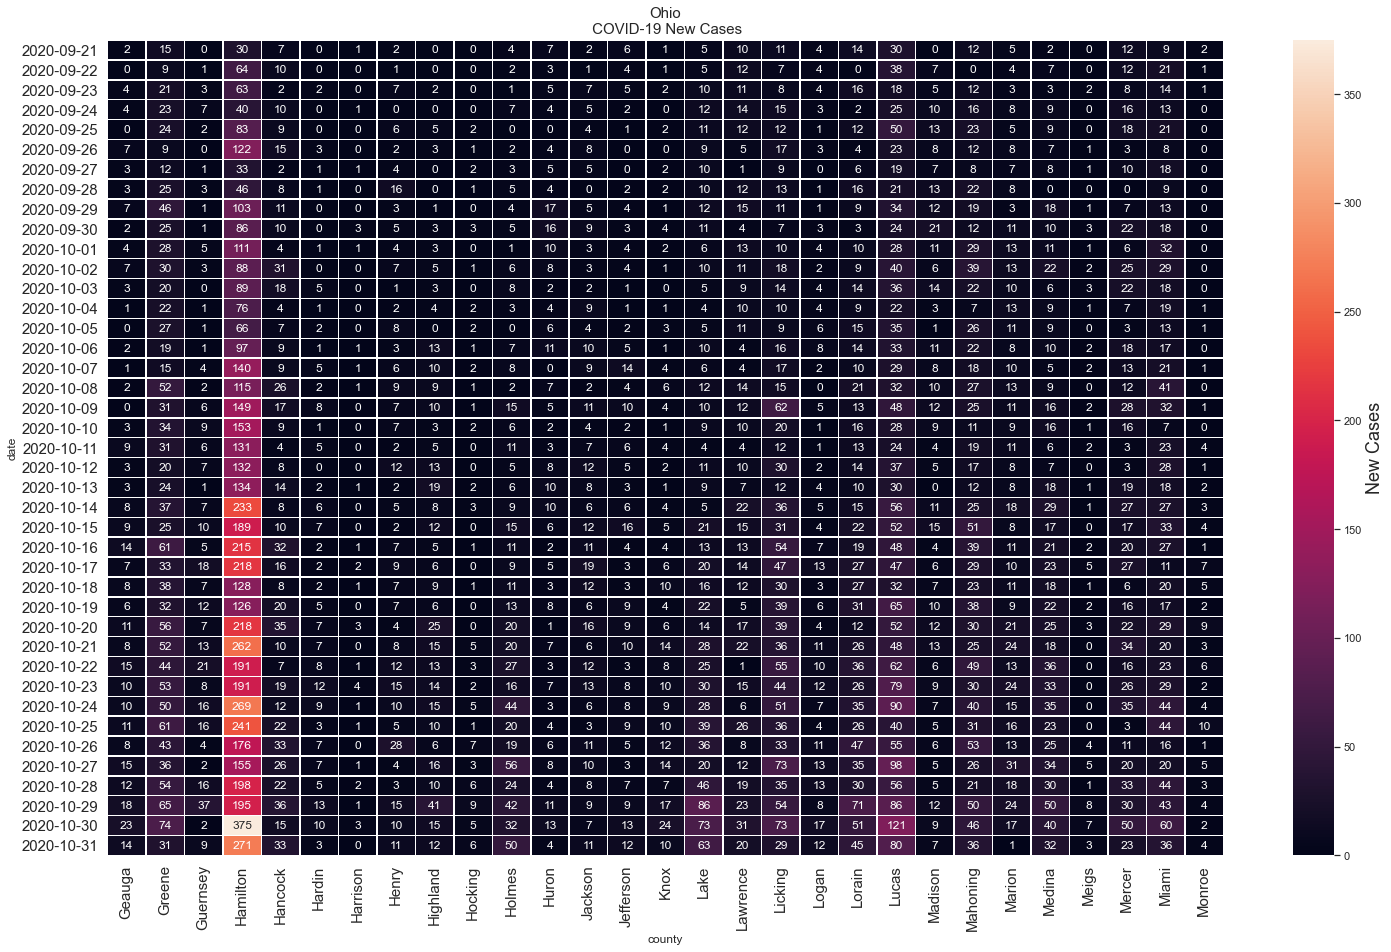 Ohio
COVID-19 New Cases
2020-09-21 2 15 0 30 7 0 1 2 0 0 4 7 2 6 1 5 10 11 4 14 30 0 12 5 2 0 12 9 2
2020-09-22 0 9 1 64 10 0 0 1 0 0 2 3 1 4 1 5 12 7 4 0 38 7 0 4 7 0 12 21 1
2020-09-23 4 21 3 63 2 2 0 7 2 0 1 5 7 5 2 10 11 8 4 16 18 5 12 3 3 2 8 14 1
2020-09-24 4 23 7 40 10 0 1 0 0 0 7 4 5 2 0 12 14 15 3 2 25 10 16 8 9 0 16 13 0
2020-09-25 0 24 2 83 9 0 0 6 5 2 0 0 4 1 2 11 12 12 1 12 50 13 23 5 9 0 18 21 0
2020-09-26 7 9 0 122 15 3 0 2 3 1 2 4 8 0 0 9 5 17 3 4 23 8 12 8 7 1 3 8 0
2020-09-27 3 12 1 33 2 1 1 4 0 2 3 5 5 0 2 10 1 9 0 6 19 7 8 7 8 1 10 18 0
2020-09-28 3 25 3 46 8 1 0 16 0 1 5 4 0 2 2 10 12 13 1 16 21 13 22 8 0 0 0 9 0
2020-09-29 7 46 1 103 11 0 0 3 1 0 4 17 5 4 1 12 15 11 1 9 34 12 19 3 18 1 7 13 0
2020-09-30 2 25 1 86 10 0 3 5 3 3 5 16 9 3 4 11 4 7 3 3 24 21 12 11 10 3 22 18 0
2020-10-01 4 28 5 111 4 1 1 4 3 0 1 10 3 4 2 6 13 10 4 10 28 11 29 13 11 1 6 32 0
2020-10-02 7 30 3 88 31 0 0 7 5 1 6 8 3 4 1 10 11 18 2 9 40 6 39 13 22 2 25 29 0
2020-10-03 3 20 0 89 18 5 0 1 3 0 8 2 2 1 0 5 9 14 4 14 36 14 22 10 6 3 22 18 0
2020-10-04 1 22 1 76 4 1 0 2 4 2 3 4 9 1 1 4 10 10 4 9 22 3 7 13 9 1 7 19 1
2020-10-05 0 27 1 66 7 2 0 8 0 2 0 6 4 2 3 5 11 9 6 15 35 1 26 11 9 0 3 13 1
2020-10-06 2 19 1 97 9 1 1 3 13 1 7 11 10 5 1 10 4 16 8 14 33 11 22 8 10 2 18 17 0
2020-10-07 1 15 4 140 9 5 1 6 10 2 8 0 9 14 4 6 4 17 2 10 29 8 18 10 5 2 13 21 1
2020-10-08 2 52 2 115 26 2 1 9 9 1 2 7 2 4 6 12 14 15 0 21 32 10 27 13 9 0 12 41 0
2020-10-09 0 31 6 149 17 8 0 7 10 1 15 5 11 10 4 10 12 62 5 13 48 12 25 11 16 2 28 32 1
2020-10-10 3 34 9 153 9 1 0 7 3 2 6 2 4 2 1 9 10 20 1 16 28 9 11 9 16 1 16 7 0
2020-10-11 9 31 6 131 4 5 0 2 5 0 11 3 7 6 4 4 4 12 1 13 24 4 19 11 6 2 3 23 4
2020-10-12 3 20 7 132 8 0 0 12 13 0 5 8 12 5 2 11 10 30 2 14 37 5 17 8 7 0 3 28 1
2020-10-13 3 24 1 134 14 2 1 2 19 2 6 10 8 3 1 9 7 12 4 10 30 0 12 8 18 1 19 18 2
2020-10-14 8 37 7 233 8 6 0 5 8 3 9 10 6 6 4 5 22 36 5 15 56 11 25 18 29 1 27 27 3
2020-10-15 9 25 10 189 10 7 0 2 12 0 15 6 12 16 5 21 15 31 4 22 52 15 51 8 17 0 17 33 4
2020-10-16 14 61 5 215 32 2 1 7 5 1 11 2 11 4 4 13 13 54 7 19 48 4 39 11 21 2 20 27 1
2020-10-17 7 33 18 218 16 2 2 9 6 0 9 5 19 3 6 20 14 47 13 27 47 6 29 10 23 5 27 11 7
2020-10-18 8 38 7 128 8 2 1 7 9 1 11 3 12 3 10 16 12 30 3 27 32 7 23 11 18 1 6 20 5
2020-10-19 6 32 12 126 20 5 0 7 6 0 13 8 6 9 4 22 5 39 6 31 65 10 38 9 22 2 16 17 2
2020-10-20 11 56 7 218 35 7 3 4 25 0 20 1 16 9 6 14 17 39 4 12 52 12 30 21 25 3 22 29 9
2020-10-21 8 52 13 262 10 7 0 8 15 5 20 7 6 10 14 28 22 36 11 26 48 13 25 24 18 0 34 20 3
2020-10-22 15 44 21 191 7 8 1 12 13 3 27 3 12 3 8 25 1 55 10 36 62 6 49 13 36 0 16 23 6
2020-10-23 10 53 8 191 19 12 4 15 14 2 16 7 13 8 10 30 15 44 12 26 79 9 30 24 33 0 26 29 2
2020-10-24 10 50 16 269 12 9 1 10 15 5 44 3 6 8 9 28 6 51 7 35 90 7 40 15 35 0 35 44 4
2020-10-25 11 61 16 241 22 3 1 5 10 1 20 4 3 9 10 39 26 36 4 26 40 5 31 16 23 0 3 44 10
2020-10-26 8 43 4 176 33 7 0 28 6 7 19 6 11 5 12 36 8 33 11 47 55 6 53 13 25 4 11 16 1
2020-10-27 15 36 2 155 26 7 1 4 16 3 56 8 10 3 14 20 12 73 13 35 98 5 26 31 34 5 20 20 5
2020-10-28 12 54 16 198 22 5 2 3 10 6 24 4 8 7 7 46 19 35 13 30 56 5 21 18 30 1 33 44 3
2020-10-29 18 65 37 195 36 13 1 15 41 9 42 11 9 9 17 86 23 54 8 71 86 12 50 24 50 8 30 43 4
2020-10-30 23 74 2 375 15 10 3 10 15 5 32 13 7 13 24 73 31 73 17 51 121 9 46 17 40 7 50 60 2
2020-10-31 14 31 9 271 33 3 0 11 12 6 50 4 11 12 10 63 20 29 12 45 80 7 36 1 32 3 23 36 4
date
Geauga Greene Guernsey Hamilton Hancock Hardin Harrison Henry Highland Hocking Holmes Huron Jackson Jefferson Knox Lake Lawrence Licking Logan Lorain Lucas Madison Mahoning Marion Medina Meigs Mercer Miami Monroe
county
350
300
250
200
150
100
50
0
New Cases